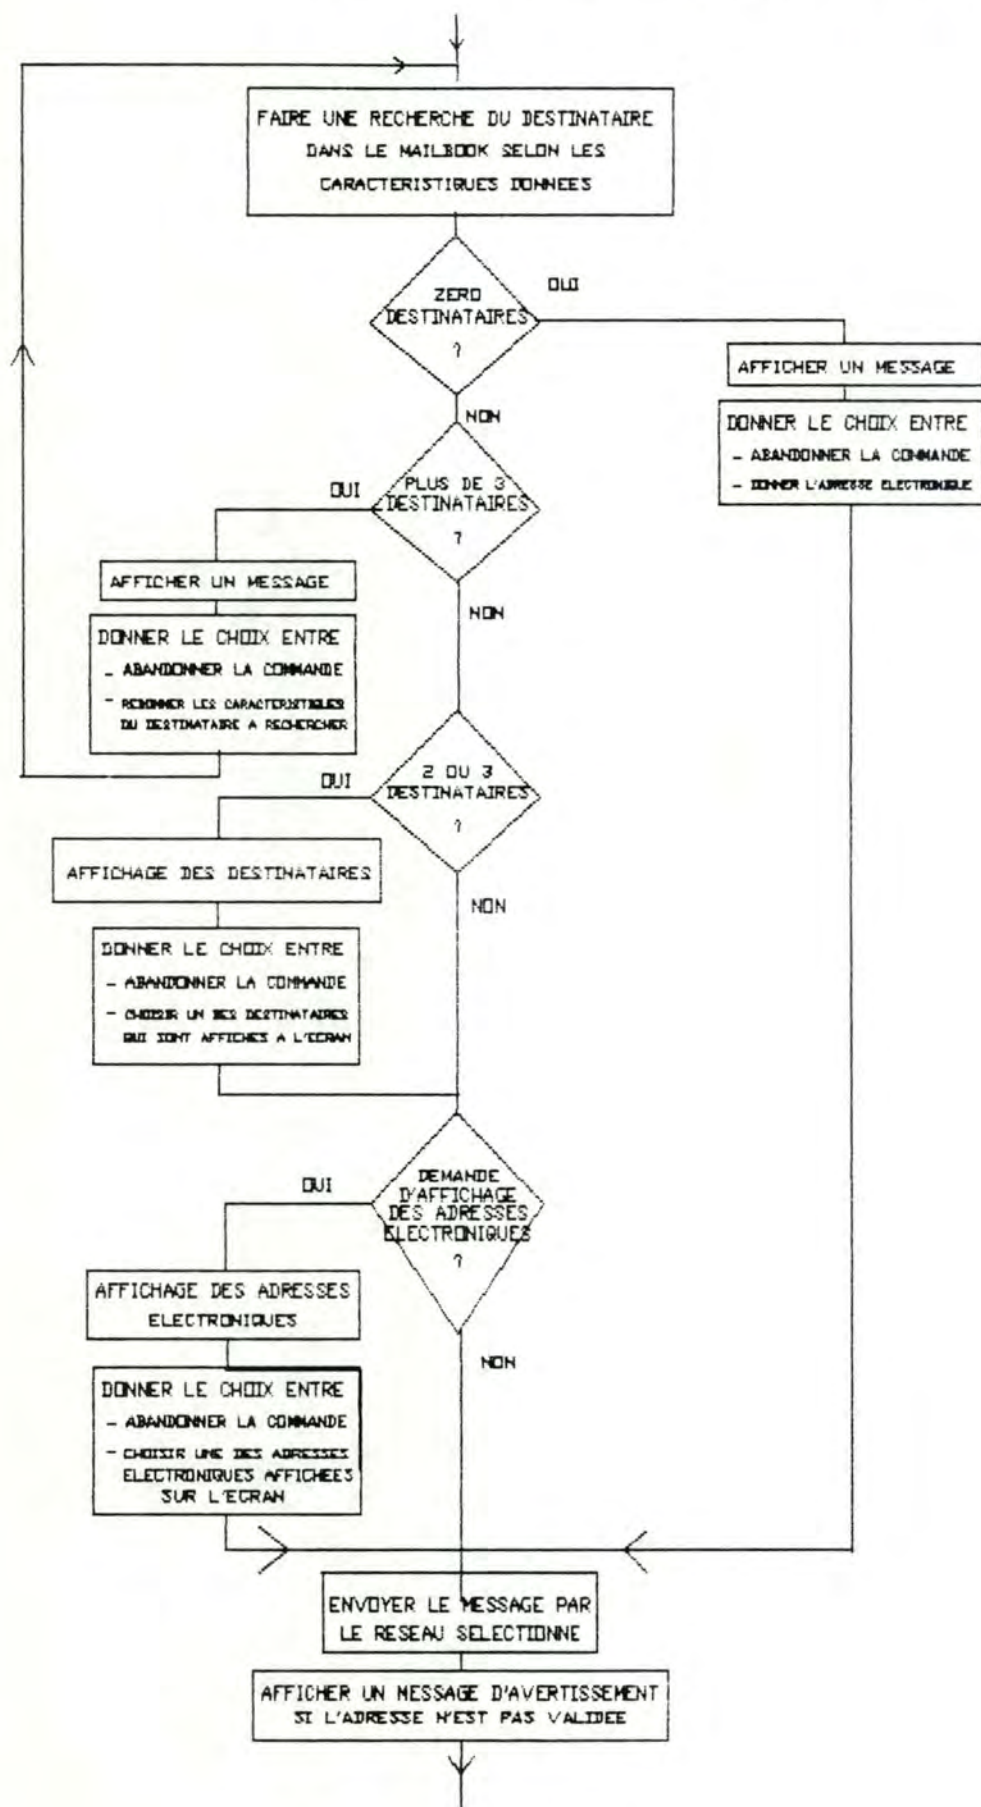 FAIRE UNE RECHERCHE DU DESTINATAIRE
DANS LE MAILBOOK SELON LES
CARACTERISTIQUES DONNEES
ZERO
DESTINATAIRES
?
OUI
AFFICHER UN MESSAGE
DONNER LE CHOIX ENTRE
- ABANDONNER LA COMMANDE
- DONNER L'ADRESSE ELECTRONIQUE
NON
PLUS DE 3
DESTINATAIRES
?
OUI
AFFICHER UN MESSAGE
DONNER LE CHOIX ENTRE
- ABANDONNER LA COMMANDE
- REDONNER LES CARACTERISTIQUES
DU DESTINATAIRE A RECHERCHER
NON
2 OU 3
DESTINATAIRES
?
OUI
AFFICHAGE DES DESTINATAIRES
DONNER LE CHOIX ENTRE
- ABANDONNER LA COMMANDE
- CHOISIR UN DES DESTINATAIRES
QUI SONT AFFICHES A L'ECRAN
NON
DEMANDE
D'AFFICHAGE
DES ADRESSES
ELECTRONIQUES
?
OUI
AFFICHAGE DES ADRESSES
ELECTRONIQUES
DONNER LE CHOIX ENTRE
- ABANDONNER LA COMMANDE
- CHOISIR UNE DES ADRESSES
ELECTRONIQUES AFFICHEES
SUR L'ECRAN
NON
ENVOYER LE MESSAGE PAR
LE RESEAU SELECTIONNE
AFFICHER UN MESSAGE D'AVERTISSEMENT
SI L'ADRESSE N'EST PAS VALIDEE